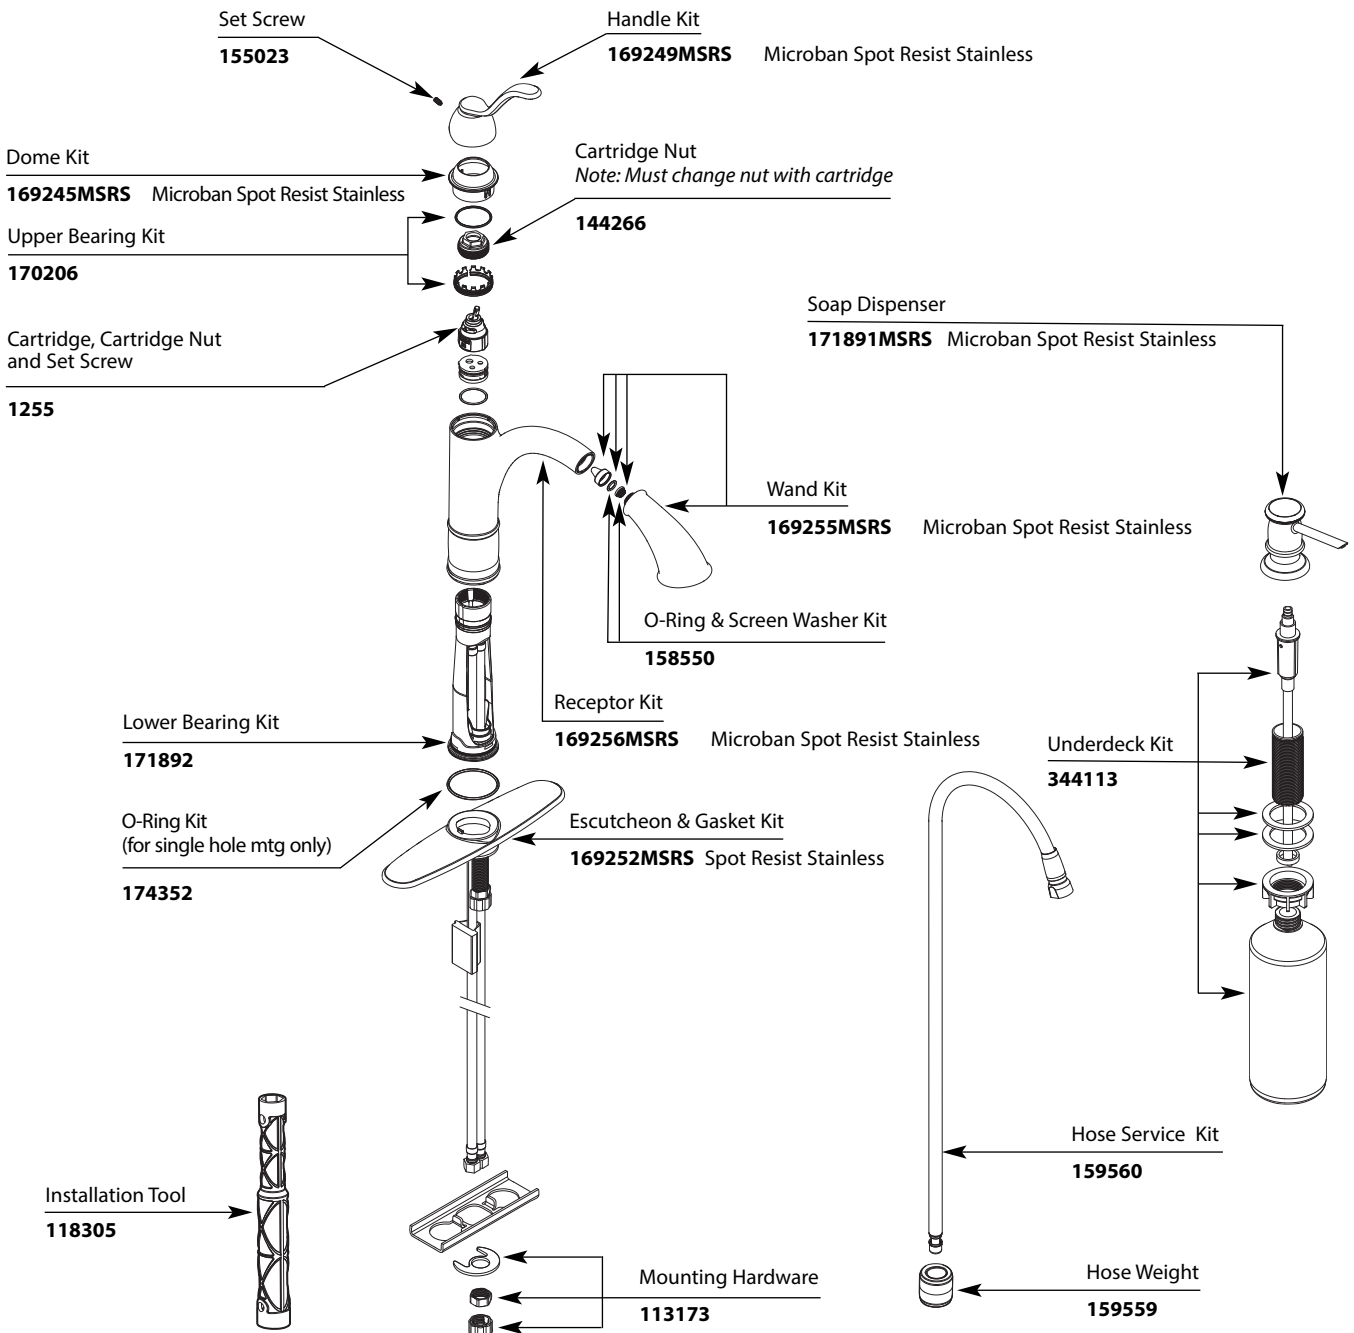 Set Screw
155023
Handle Kit
169249MSRS Microban Spot Resist Stainless
Dome Kit
169245MSRS Microban Spot Resist Stainless
Cartridge Nut
Note: Must change nut with cartridge
144266
Upper Bearing Kit
170206
Cartridge, Cartridge Nut
and Set Screw
1255
Soap Dispenser
171891MSRS Microban Spot Resist Stainless
Wand Kit
169255MSRS Microban Spot Resist Stainless
O-Ring & Screen Washer Kit
158550
Receptor Kit
169256MSRS Microban Spot Resist Stainless
Lower Bearing Kit
171892
Underdeck Kit
344113
O-Ring Kit
(for single hole mtg only)
174352
Escutcheon & Gasket Kit
169252MSRS Spot Resist Stainless
Hose Service Kit
159560
Installation Tool
118305
Mounting Hardware
113173
Hose Weight
159559